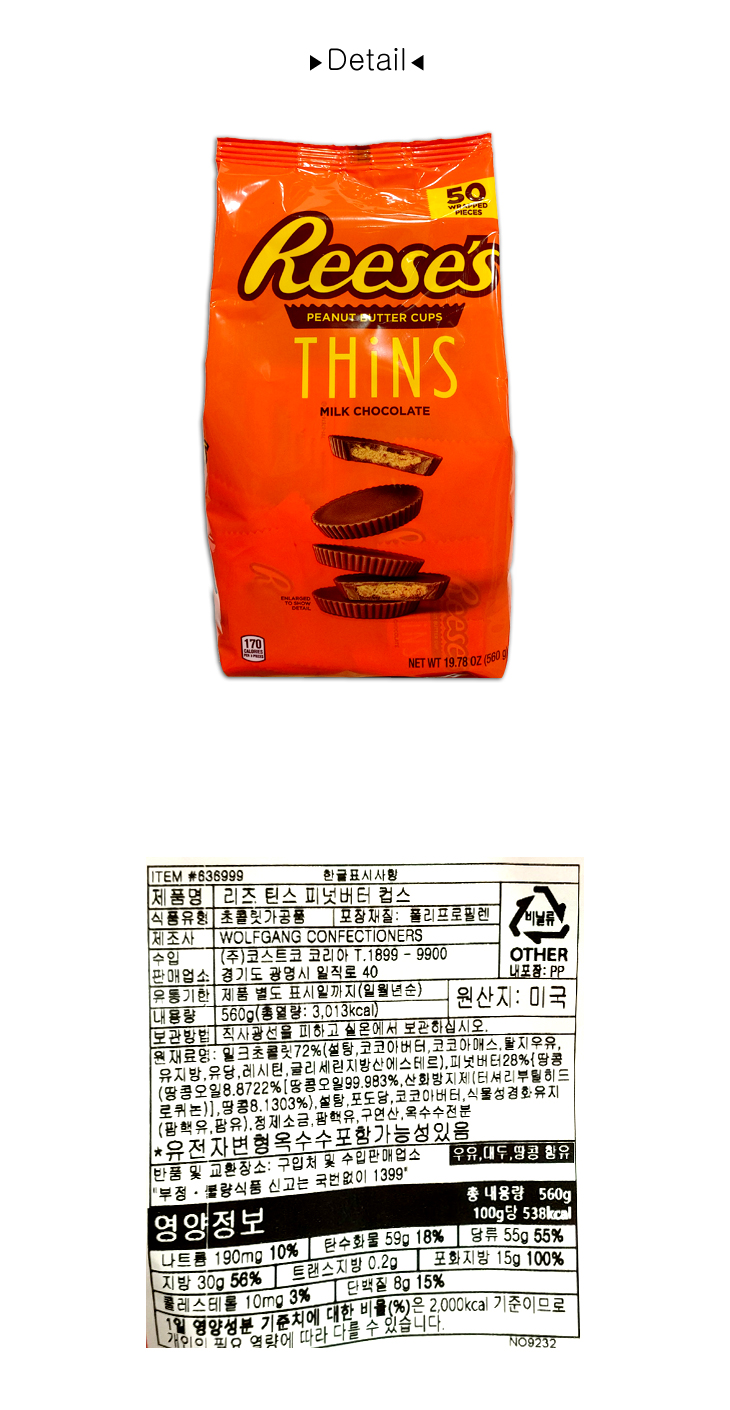 ▶Detail◀
50
WRAPPED
PIECES
Reese's
PEANUT BUTTER CUPS
THiNS
MILK CHOCOLATE
ENLARGED
TO SHOW
DETAIL
170
CALORIES
NET WT 19.78 OZ (560 g
ITEM #636999 한글표시사항
제품명 리즈 틴스 피넛버터 컵스
식품유형 초콜릿가공품 포장재질: 폴리프로필렌
제조사 WOLFGANG CONFECTIONERS
수입 (주)코스트코 코리아 T.1899 - 9900
판매업소 경기도 광명시 일직로 40
비닐류
OTHER
내포장: PP
유통기한 제품 별도 표시일까지(일월년순)
원산지: 미국
내용량 560g(총열량: 3,013kcal)
보관방법 직사광선을 피하고 실온에서 보관하십시오.
원재료명: 밀크초콜릿72%(설탕,코코아버터,코코아매스,탈지우유,
유지방,유당,레시틴,글리세린지방산에스테르),피넛버터28%{땅콩
(땅콩오일8.8722%[땅콩오일99.983%,산화방지제(터셔리부틸히드
로퀴논)],땅콩8.1303%),설탕,포도당,코코아버터,식물성경화유지
(팜핵유,팜유),정제소금,팜핵유,구연산,옥수수전분
*유전자변형옥수수포함가능성있음
반품 및 교환장소: 구입처 및 수입판매업소
우유,대두,땅콩 함유
"부정 · 불량식품 신고는 국번없이 1399"
영양정보
총 내용량 560g
100g당 538kcal
나트륨 190mg 10% 탄수화물 59g 18% 당류 55g 55%
지방 30g 56% 트랜스지방 0.2g 포화지방 15g 100%
콜레스테롤 10mg 3% 단백질 8g 15%
1일 영양성분 기준치에 대한 비율(%)은 2,000kcal 기준이므로
개인의 필요 열량에 따라 다를 수 있습니다.
NO9232